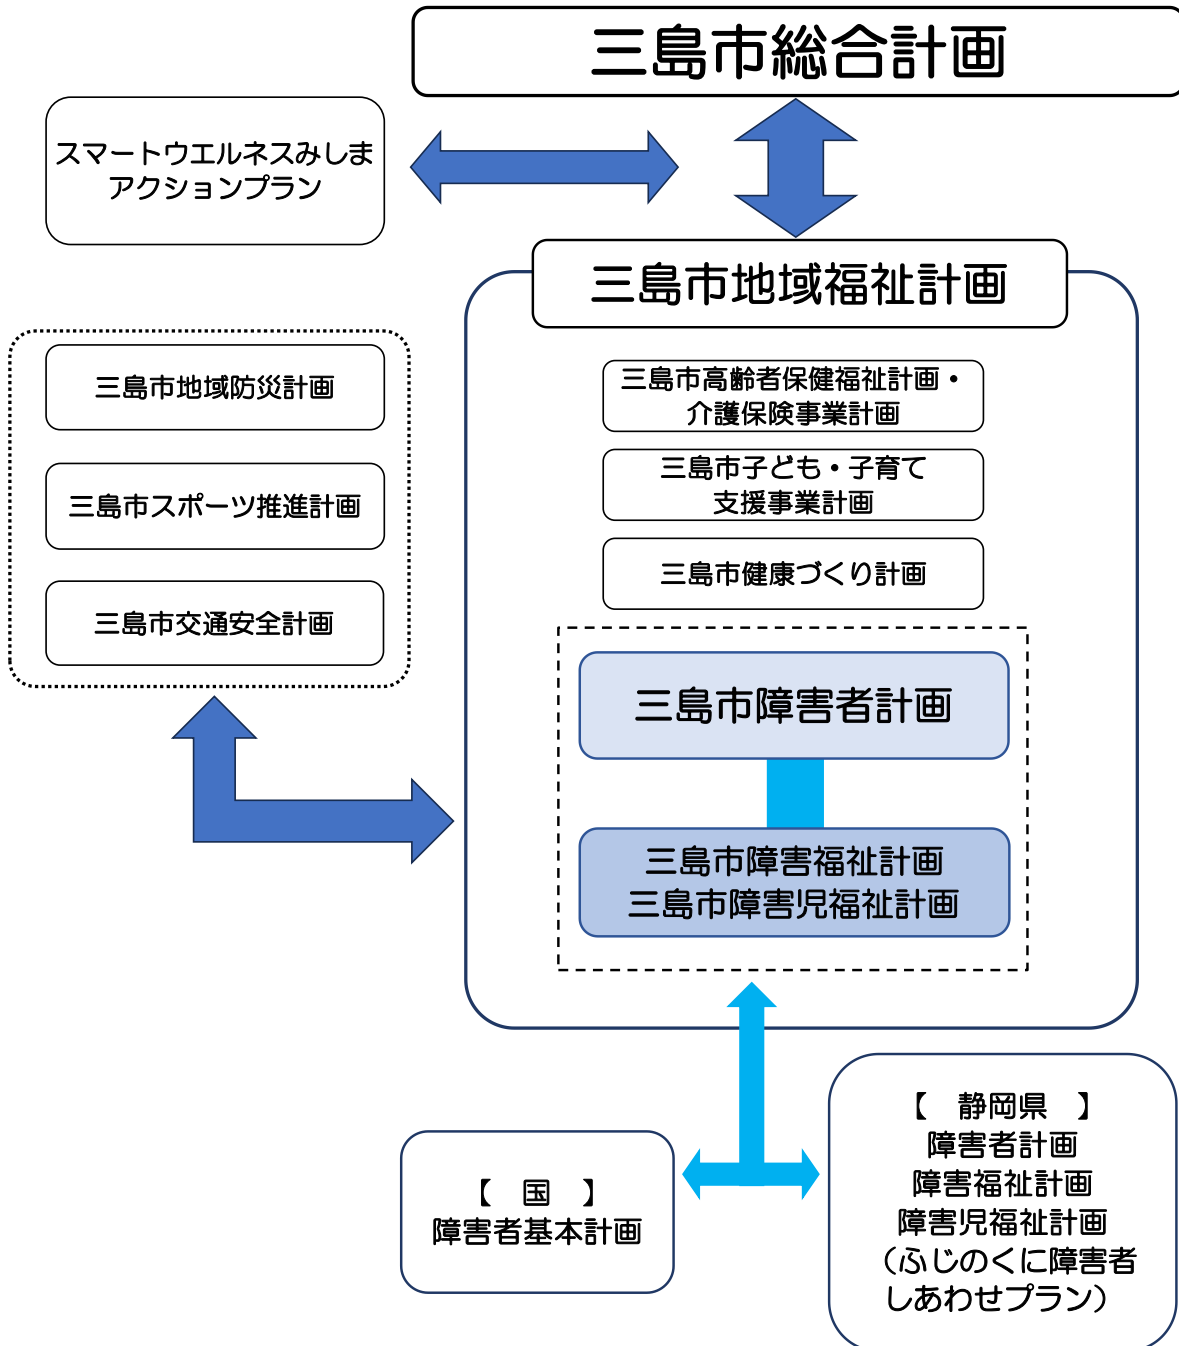 三島市総合計画
スマートウエルネスみしま
アクションプラン
三島市地域福祉計画
三島市地域防災計画
三島市スポーツ推進計画
三島市交通安全計画
三島市高齢者保健福祉計画・
介護保険事業計画
三島市子ども・子育て
支援事業計画
三島市健康づくり計画
三島市障害者計画
三島市障害福祉計画
三島市障害児福祉計画
【　国　】
障害者基本計画
【　静岡県　】
障害者計画
障害福祉計画
障害児福祉計画
（ふじのくに障害者
しあわせプラン）